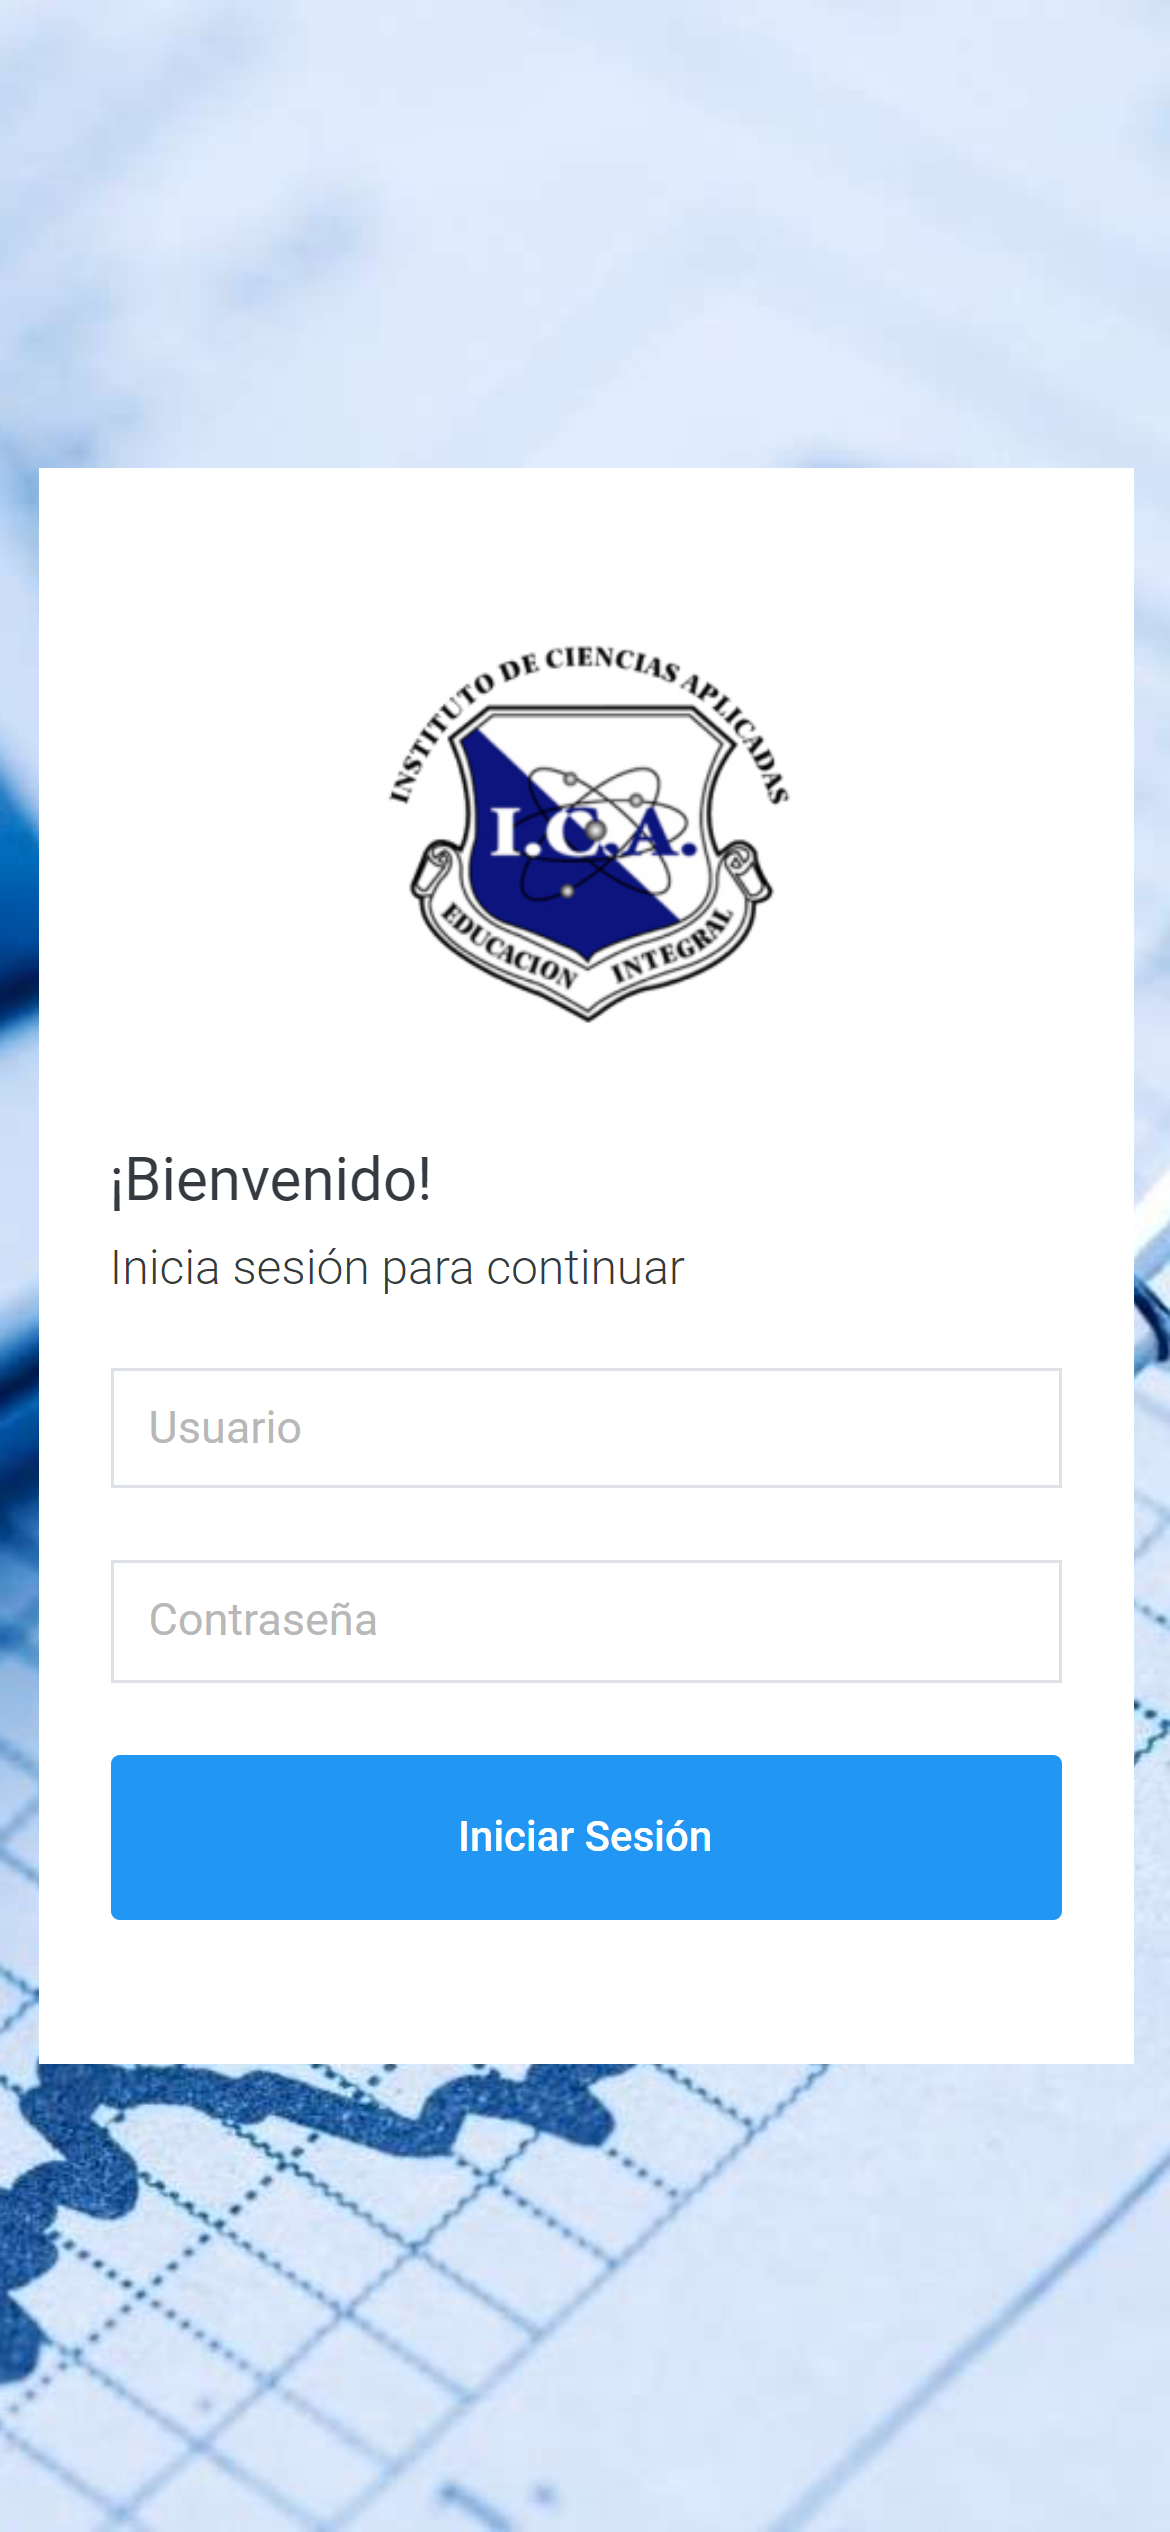 INSTITUTO DE CIENCIAS APLICADAS
I.C.A.
EDUCACION INTEGRAL
¡Bienvenido!
Inicia sesión para continuar
Usuario
Contraseña
Iniciar Sesión